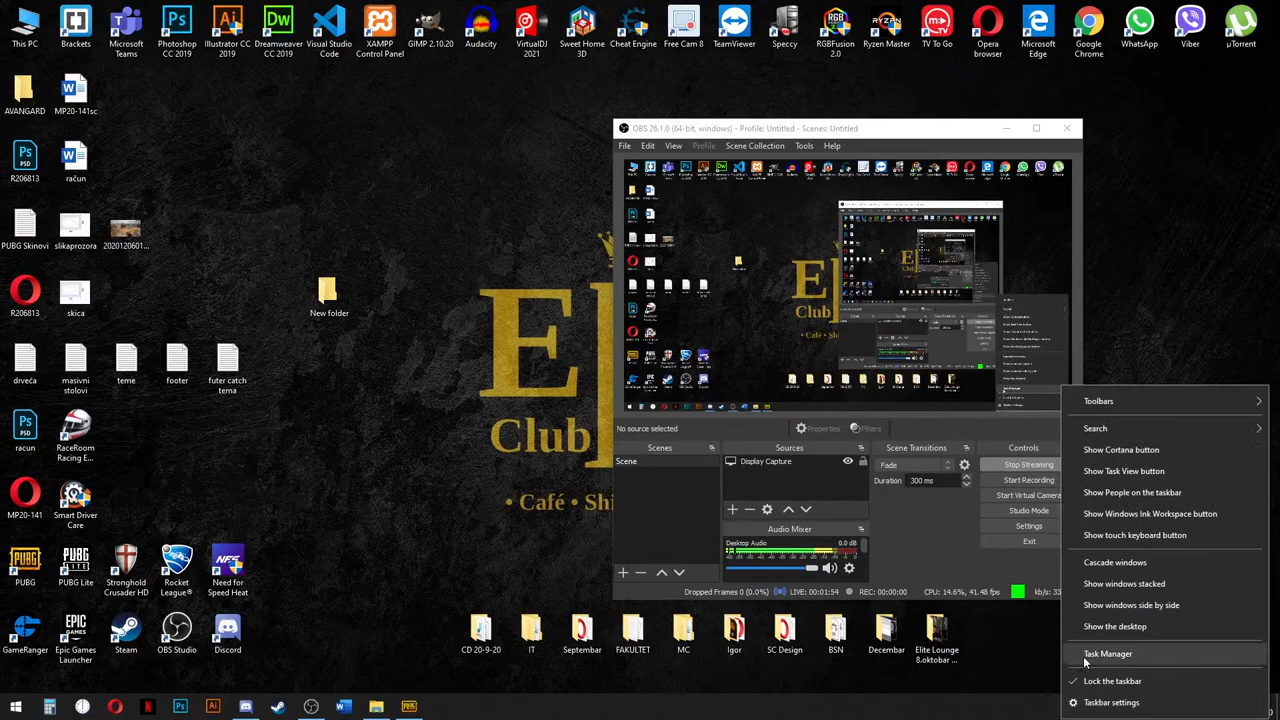 This PC
Brackets
Microsoft Teams
Photoshop CC 2019
Illustrator CC 2019
Dreamweaver CC 2019
Visual Studio Code
XAMPP Control Panel
GIMP 2.10.20
Audacity
VirtualDJ 2021
Sweet Home 3D
Cheat Engine
Free Cam 8
TeamViewer
Speccy
RGBFusion 2.0
Ryzen Master
TV To Go
Opera browser
Microsoft Edge
Google Chrome
WhatsApp
Viber
µTorrent
AVANGARD
MP20-141sc
R206813
račun
PUBG Skinovi
slikaprozora
2020120601...
R206813
skica
New folder
drveća
masivni stolovi
teme
footer
futer catch tema
racun
RaceRoom Racing E...
MP20-141
Smart Driver Care
PUBG
PUBG Lite
Stronghold Crusader HD
Rocket League®
Need for Speed Heat
GameRanger
Epic Games Launcher
Steam
OBS Studio
Discord
Club
• Café • Shi
OBS 26.1.0 (64-bit, windows) - Profile: Untitled - Scenes: Untitled
File Edit View Profile Scene Collection Tools Help
No source selected
Properties
Filters
Scenes
Sources
Scene Transitions
Controls
Scene
Display Capture
Fade
Duration 300 ms
Stop Streaming
Start Recording
Start Virtual Camera
Studio Mode
Settings
Exit
Audio Mixer
Desktop Audio
0.0 dB
Dropped Frames 0 (0.0%)
LIVE: 00:01:54
REC: 00:00:00
CPU: 14.6%, 41.48 fps
kb/s: 33
CD 20-9-20
IT
Septembar
FAKULTET
MC
Igor
SC Design
BSN
Decembar
Elite Lounge 8.oktobar ...
Toolbars
Search
Show Cortana button
Show Task View button
Show People on the taskbar
Show Windows Ink Workspace button
Show touch keyboard button
Cascade windows
Show windows stacked
Show windows side by side
Show the desktop
Task Manager
Lock the taskbar
Taskbar settings